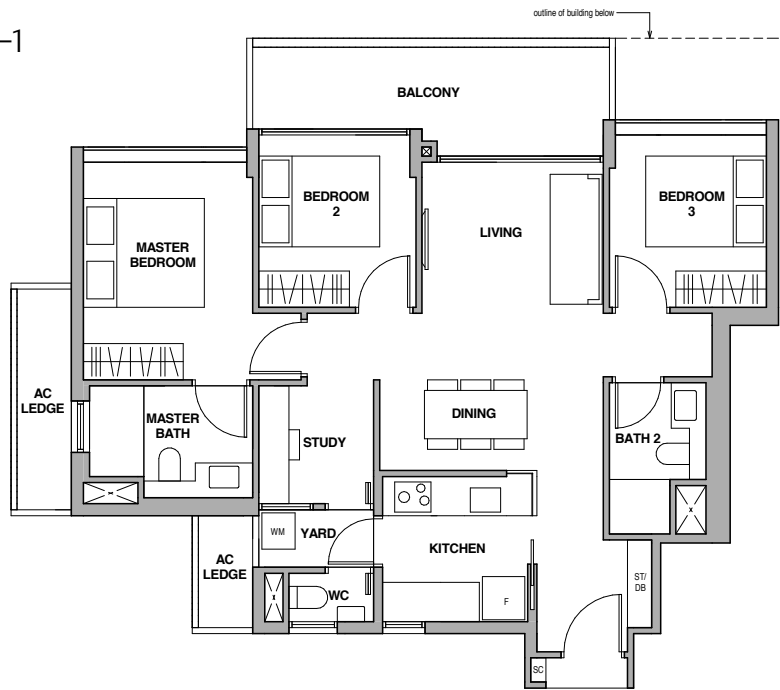 outline of building below
–1
BALCONY
BEDROOM
2
BEDROOM
3
LIVING
MASTER
BEDROOM
AC
LEDGE
MASTER
BATH
STUDY
DINING
BATH 2
WM
YARD
KITCHEN
AC
LEDGE
WC
F
ST/
DB
SC